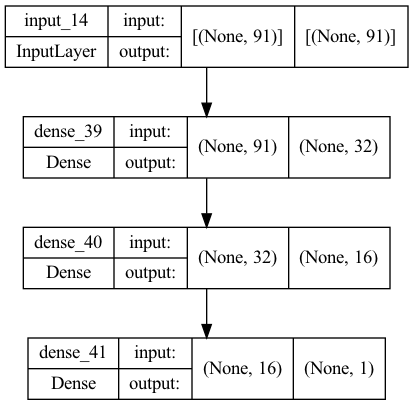 input_14 input: [(None, 91)] [(None, 91)]
InputLayer output:
dense_39 input: (None, 91) (None, 32)
Dense output:
dense_40 input: (None, 32) (None, 16)
Dense output:
dense_41 input: (None, 16) (None, 1)
Dense output: